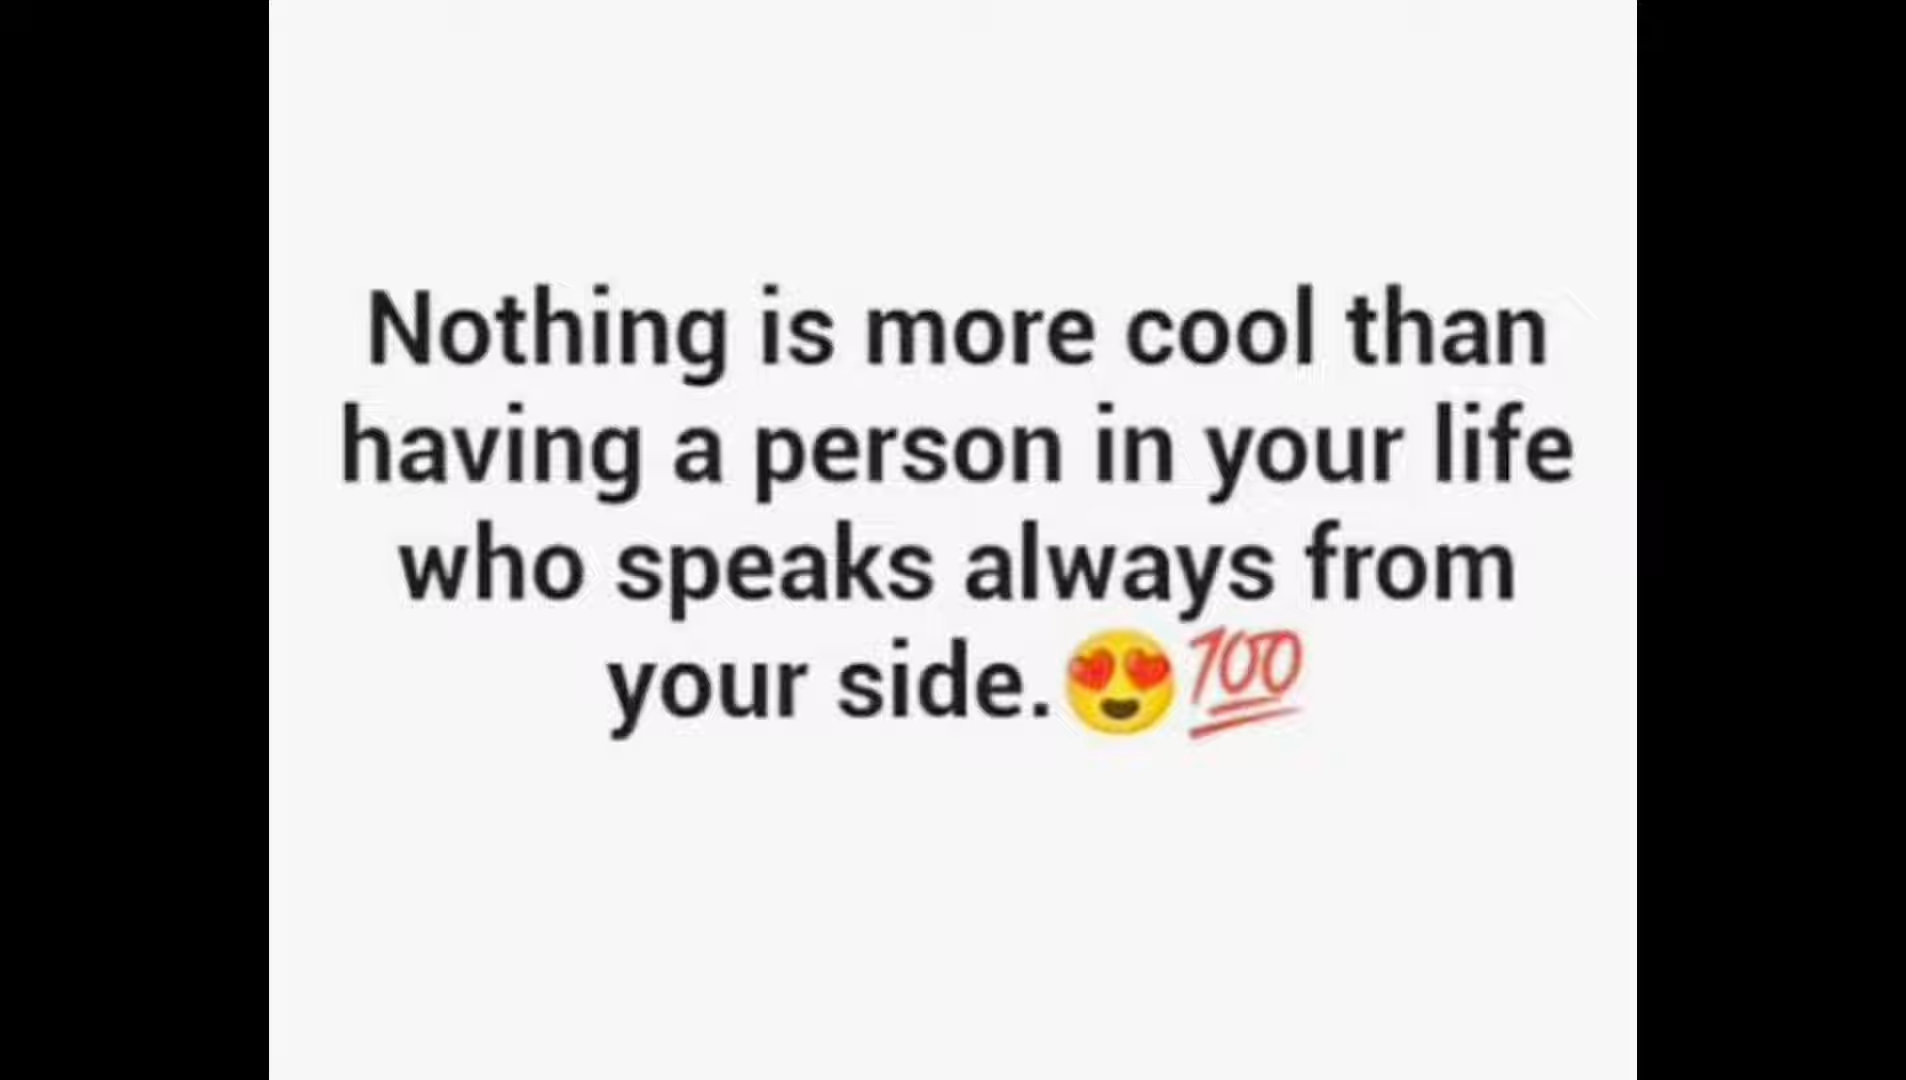 Nothing is more cool than
having a person in your life
who speaks always from
your side.😍💯